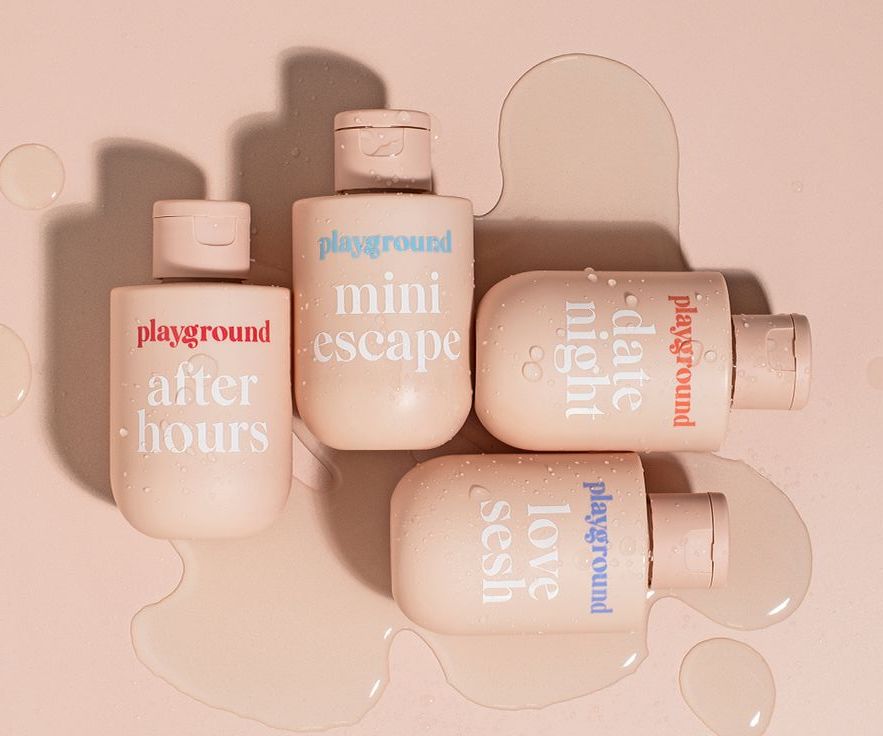 playground
after
hours
playground
mini
escape
playground
date
night
playground
love
sesh